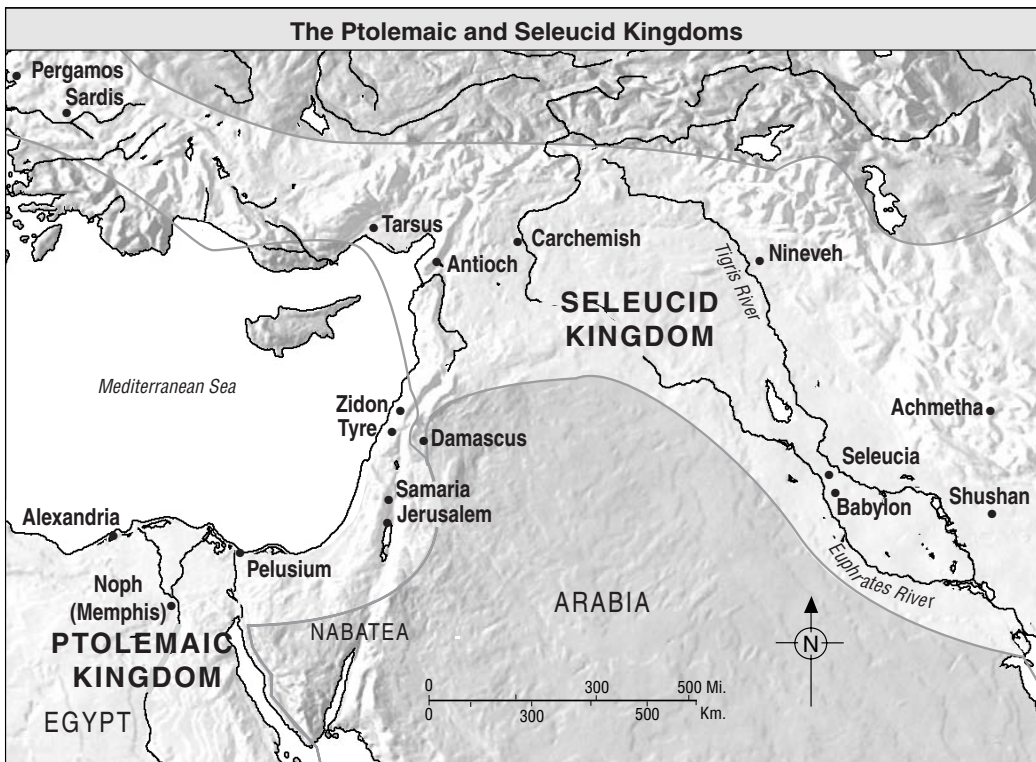 The Ptolemaic and Seleucid Kingdoms
Pergamos
Sardis
Tarsus
Carchemish
Nineveh
Antioch
Tigris River
SELEUCID
KINGDOM
Mediterranean Sea
Zidon
Tyre
Damascus
Achmetha
Seleucia
Babylon
Shushan
Samaria
Jerusalem
Alexandria
Pelusium
Noph
(Memphis)
Euphrates River
ARABIA
NABATEA
PTOLEMAIC
KINGDOM
EGYPT
N
0 300 500 Mi.
0 300 500 Km.